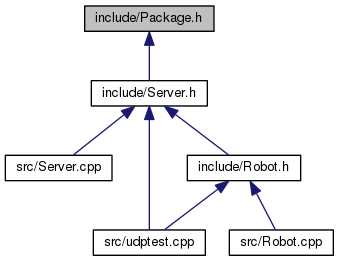 include/Package.h
include/Server.h
src/Server.cpp
include/Robot.h
src/udptest.cpp
src/Robot.cpp